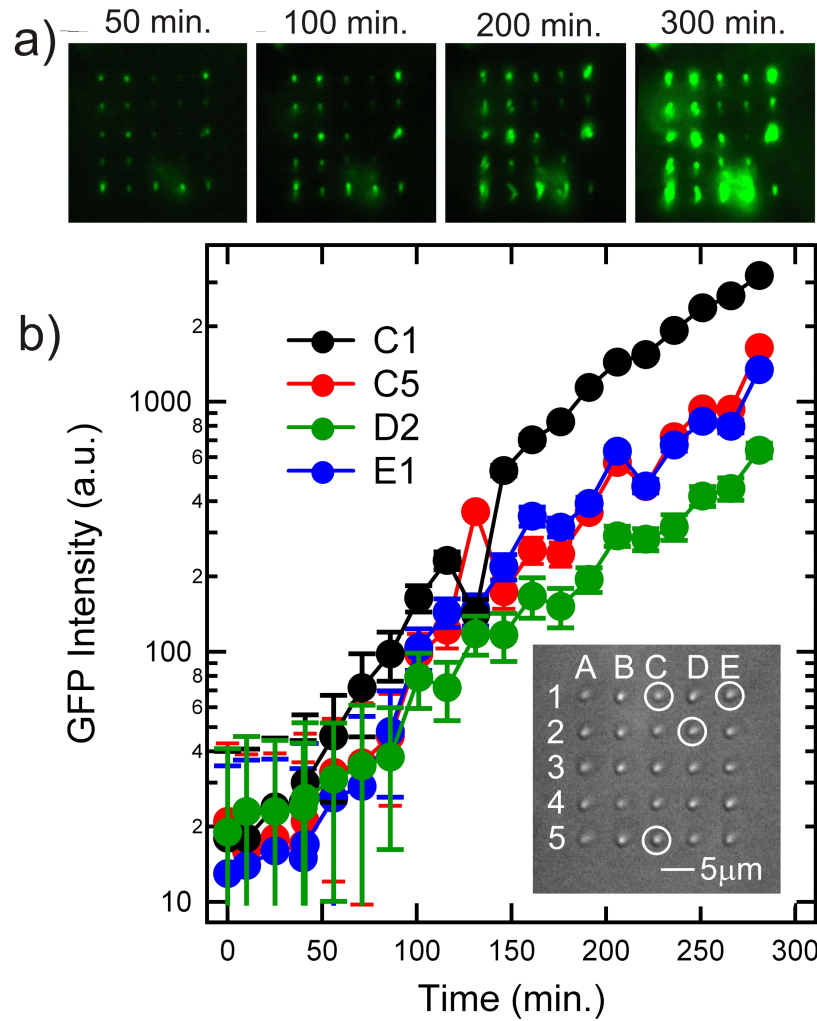 a)
50 min. 100 min. 200 min. 300 min.
b)
C1
C5
D2
E1
2
1000
8
6
4
2
100
8
6
4
2
10
GFP Intensity (a.u.)
A B C D E
1
2
3
4
5
5μm
0 50 100 150 200 250 300
Time (min.)